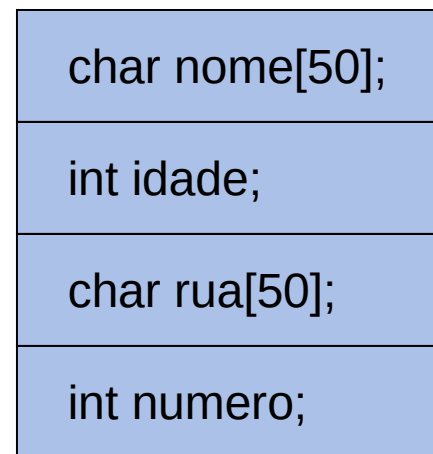 char nome[50];
int idade;
char rua[50];
int numero;